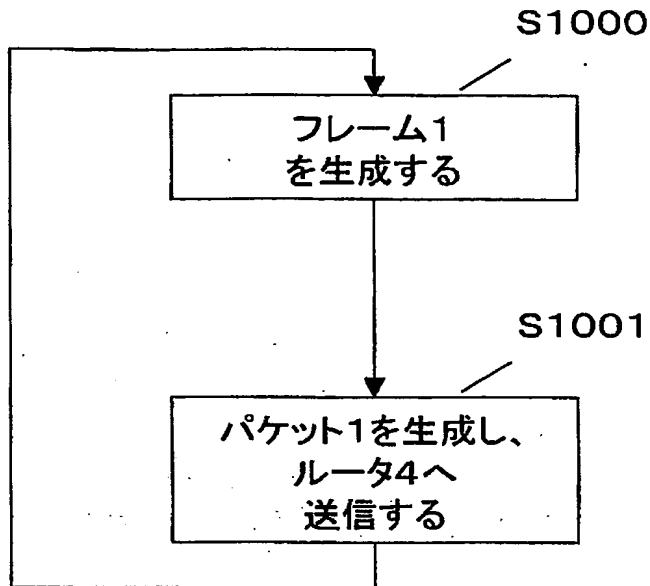 S1000
フレーム1
を生成する
S1001
パケット1を生成し、
ルータ4へ
送信する